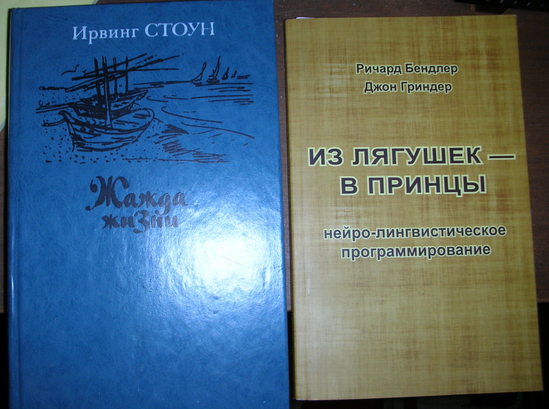 Ирвинг СТОУН
Жажда
жизни
Ричард Бендлер
Джон Гриндер
ИЗ ЛЯГУШЕК —
В ПРИНЦЫ
нейро-лингвистическое
программирование